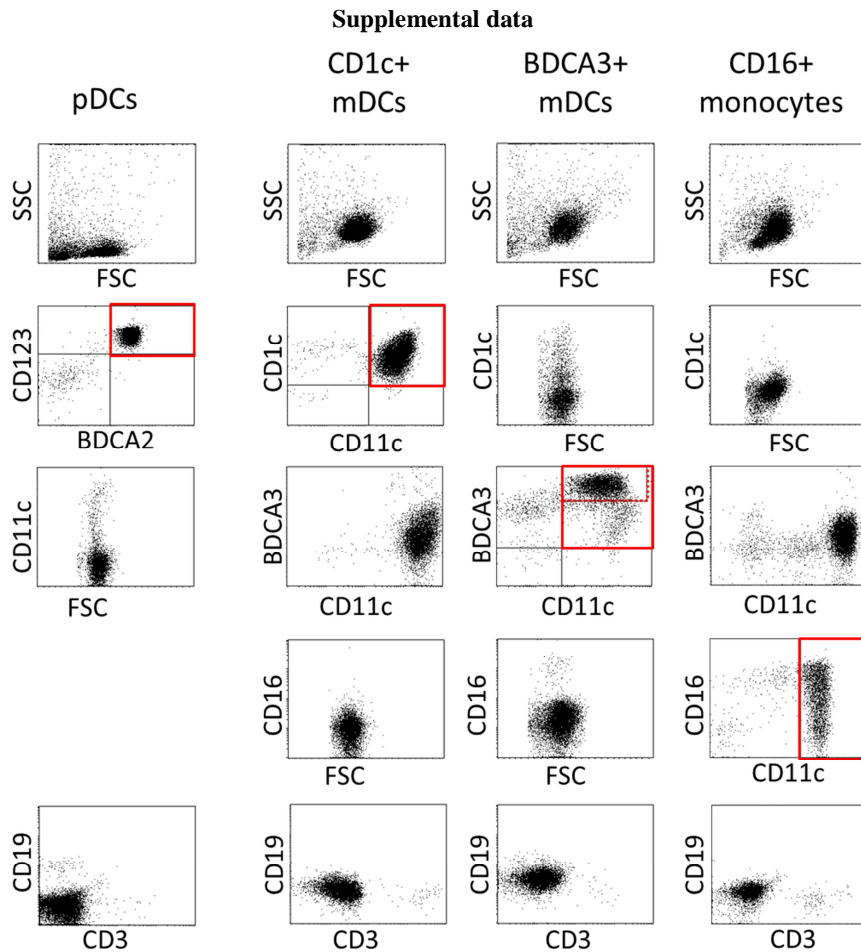 Supplemental data
pDCs
CD1c+
mDCs
BDCA3+
mDCs
CD16+
monocytes
SSC
FSC
SSC
FSC
SSC
FSC
SSC
FSC
CD123
BDCA2
CD1c
CD11c
CD1c
FSC
CD1c
FSC
CD11c
FSC
BDCA3
CD11c
BDCA3
CD11c
BDCA3
CD11c
CD16
FSC
CD16
FSC
CD16
CD11c
CD19
CD3
CD19
CD3
CD19
CD3
CD19
CD3